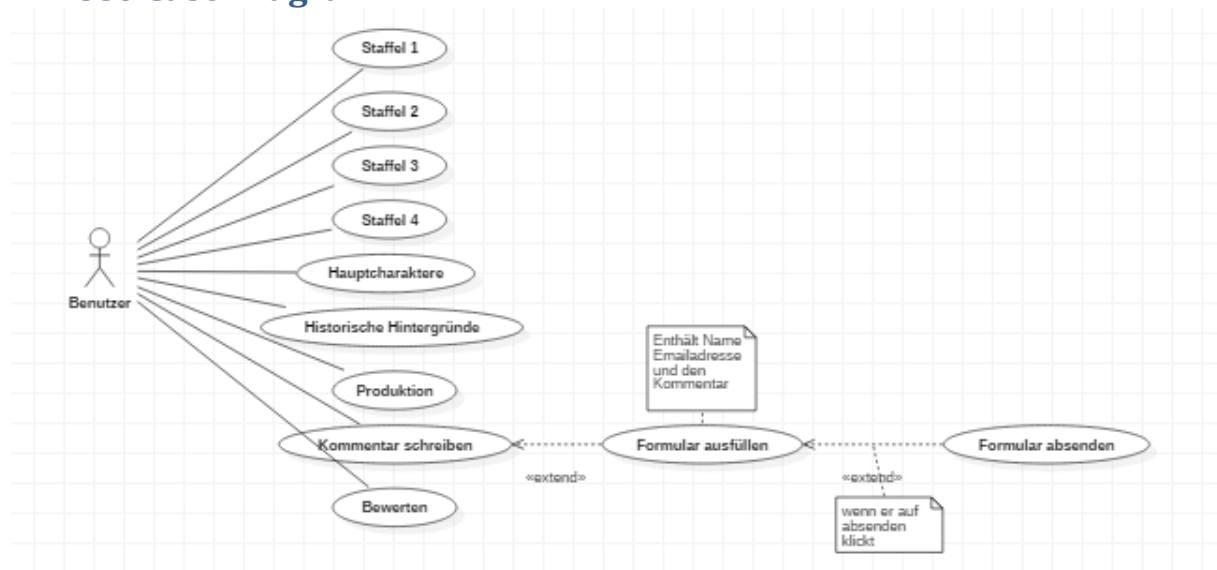 Staffel 1
Staffel 2
Staffel 3
Staffel 4
Hauptcharaktere
Benutzer
Historische Hintergründe
Enthält Name
Emailadresse
und den
Kommentar
Produktion
Kommentar schreiben
Formular ausfüllen
Formular absenden
«extend»
«extend»
Bewerten
wenn er auf
absenden
klickt